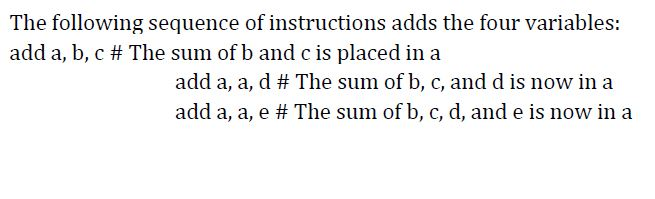 The following sequence of instructions adds the four variables:
add a, b, c # The sum of b and c is placed in a
add a, a, d # The sum of b, c, and d is now in a
add a, a, e # The sum of b, c, d, and e is now in a